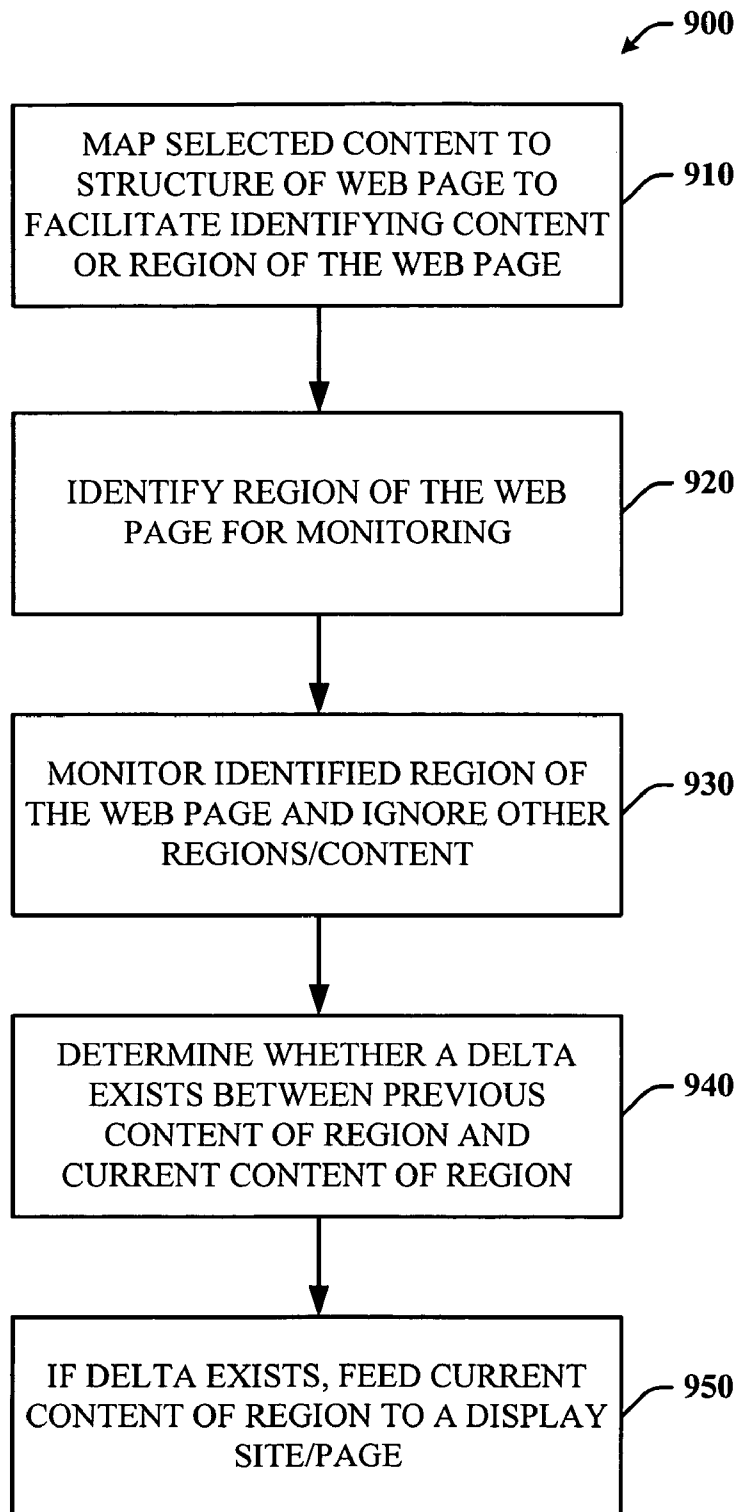 900
MAP SELECTED CONTENT TO
STRUCTURE OF WEB PAGE TO
FACILITATE IDENTIFYING CONTENT
OR REGION OF THE WEB PAGE
910
IDENTIFY REGION OF THE WEB
PAGE FOR MONITORING
920
MONITOR IDENTIFIED REGION OF
THE WEB PAGE AND IGNORE OTHER
REGIONS/CONTENT
930
DETERMINE WHETHER A DELTA
EXISTS BETWEEN PREVIOUS
CONTENT OF REGION AND
CURRENT CONTENT OF REGION
940
IF DELTA EXISTS, FEED CURRENT
CONTENT OF REGION TO A DISPLAY
SITE/PAGE
950